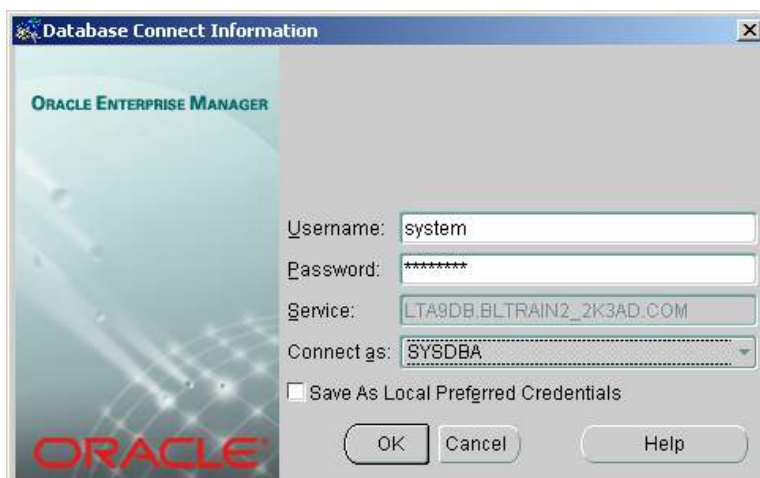 Database Connect Information
ORACLE ENTERPRISE MANAGER
Username: system
Password: ********
Service: LTA9DB.BLTRAIN2_2K3AD.COM
Connect as: SYSDBA
Save As Local Preferred Credentials
OK Cancel Help
ORACLE